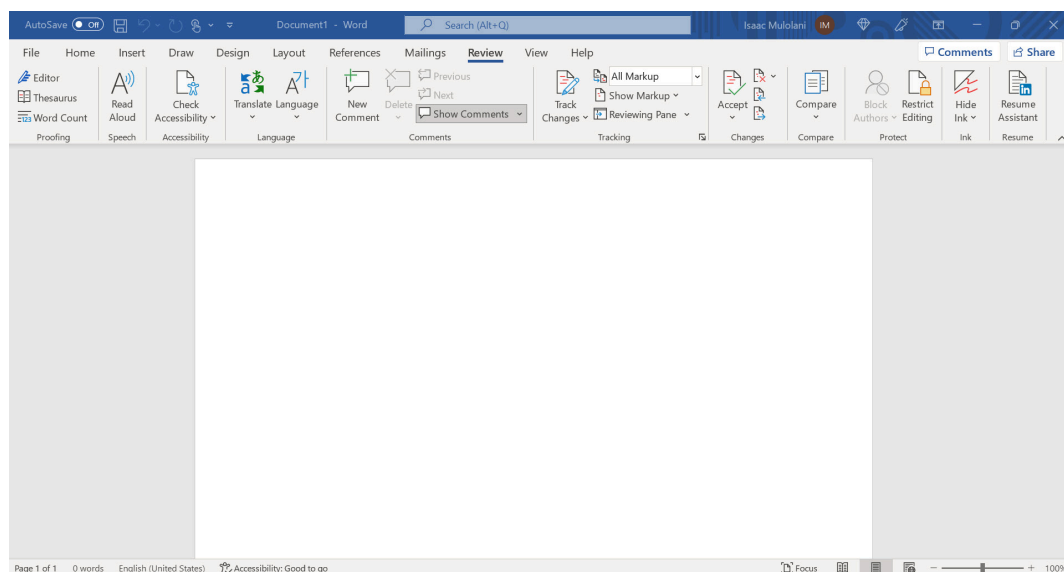 AutoSave Off Document1 - Word Search (Alt+Q) Isaac Mulolani IM
File Home Insert Draw Design Layout References Mailings Review View Help Comments Share
Editor
Thesaurus
Word Count
Proofing
Read
Aloud
Speech
Check
Accessibility
Accessibility
Translate Language
Language
New
Comment
Delete
Previous
Next
Show Comments
Comments
Track
Changes
All Markup
Show Markup
Reviewing Pane
Tracking
Accept
Changes
Compare
Compare
Block
Authors
Restrict
Editing
Protect
Hide
Ink
Ink
Resume
Assistant
Resume
Page 1 of 1 0 words English (United States) Accessibility: Good to go Focus 100%